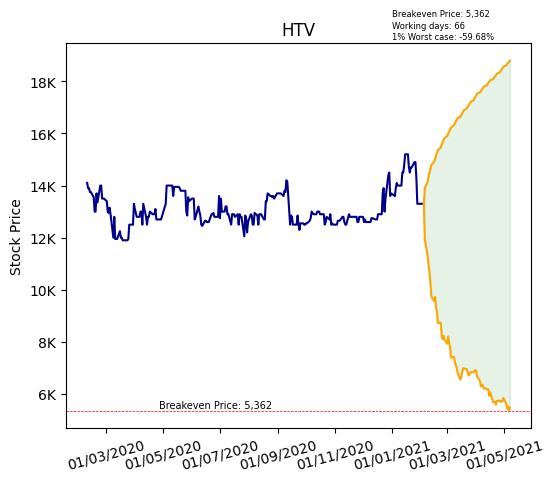 Breakeven Price: 5,362
Working days: 66
1% Worst case: -59.68%
HTV
Stock Price
18K
16K
14K
12K
10K
8K
6K
Breakeven Price: 5,362
01/03/2020 01/05/2020 01/07/2020 01/09/2020 01/11/2020 01/01/2021 01/03/2021 01/05/2021